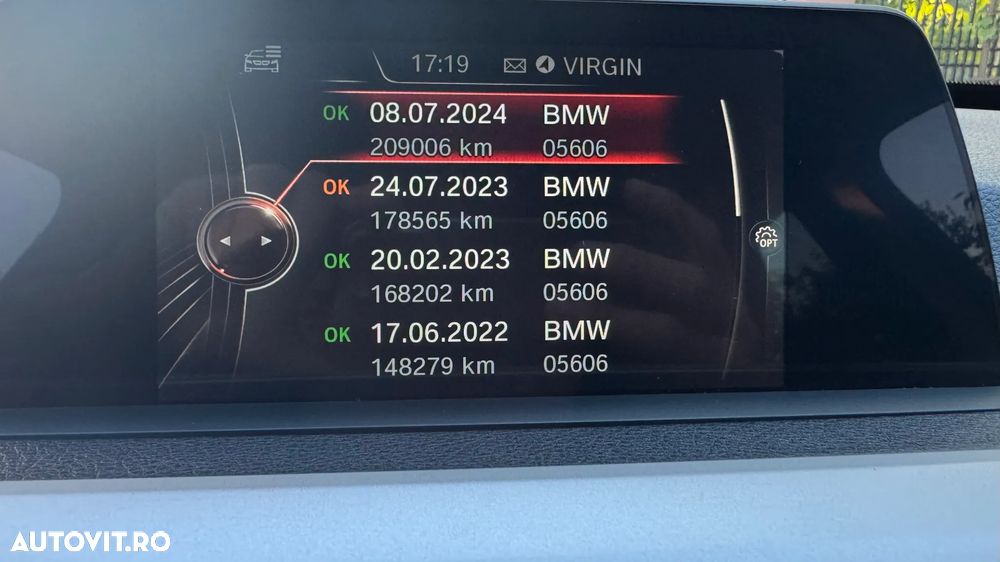 17:19 VIRGIN
OK 08.07.2024 BMW
209006 km 05606
OK 24.07.2023 BMW
178565 km 05606
OK 20.02.2023 BMW
168202 km 05606
OK 17.06.2022 BMW
148279 km 05606
OPT
AUTOVIT.RO